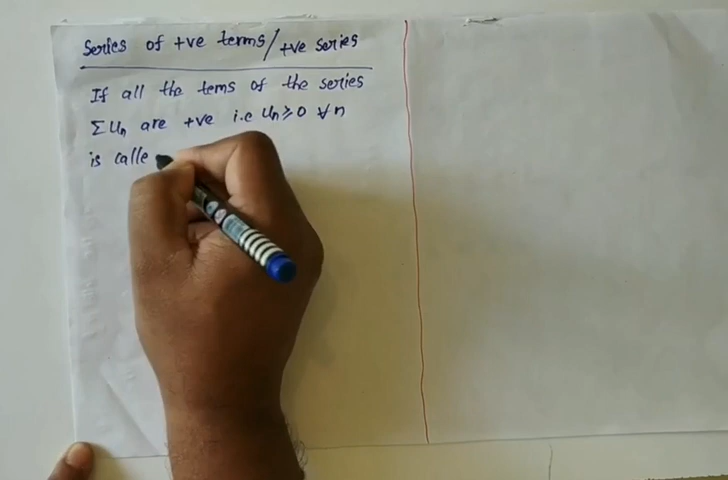 Series of +ve terms/+ve series
If all the tems of the series
Σ Un are +ve i.e Un ≥ 0 ∀ n
is calle